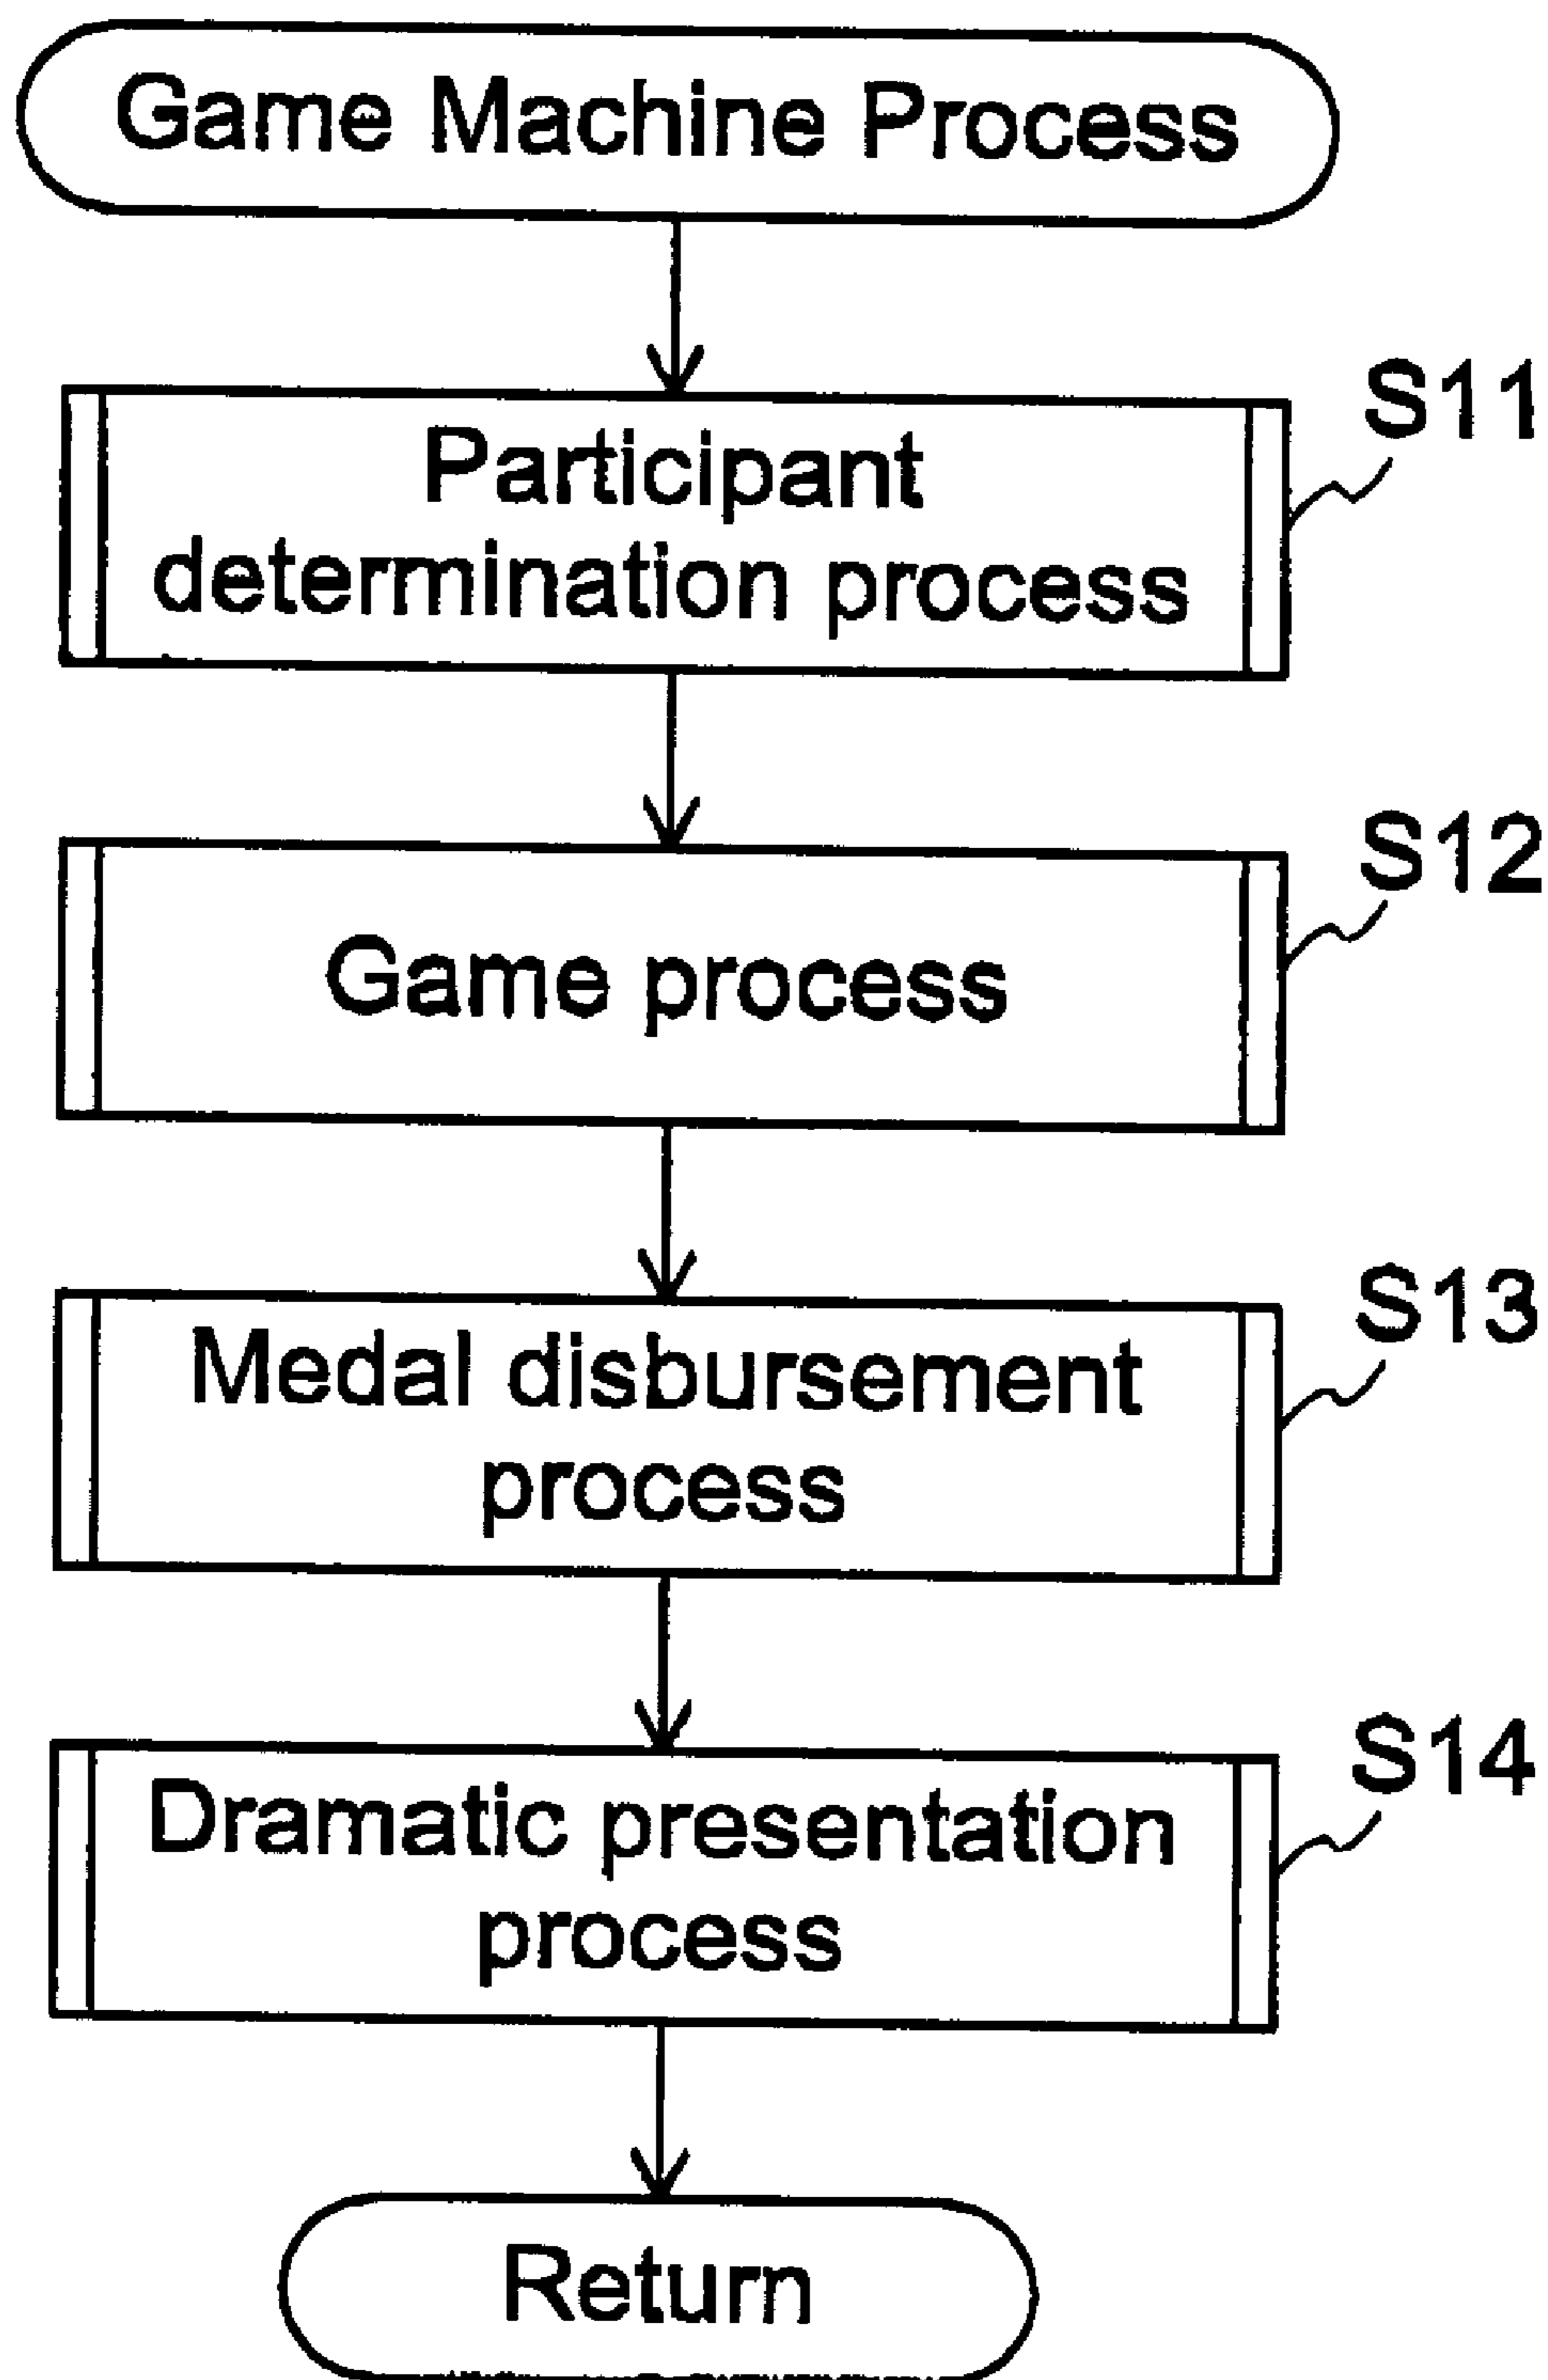 Game Machine Process
S11
Participant
determination process
S12
Game process
S13
Medal disbursement
process
S14
Dramatic presentation
process
Return